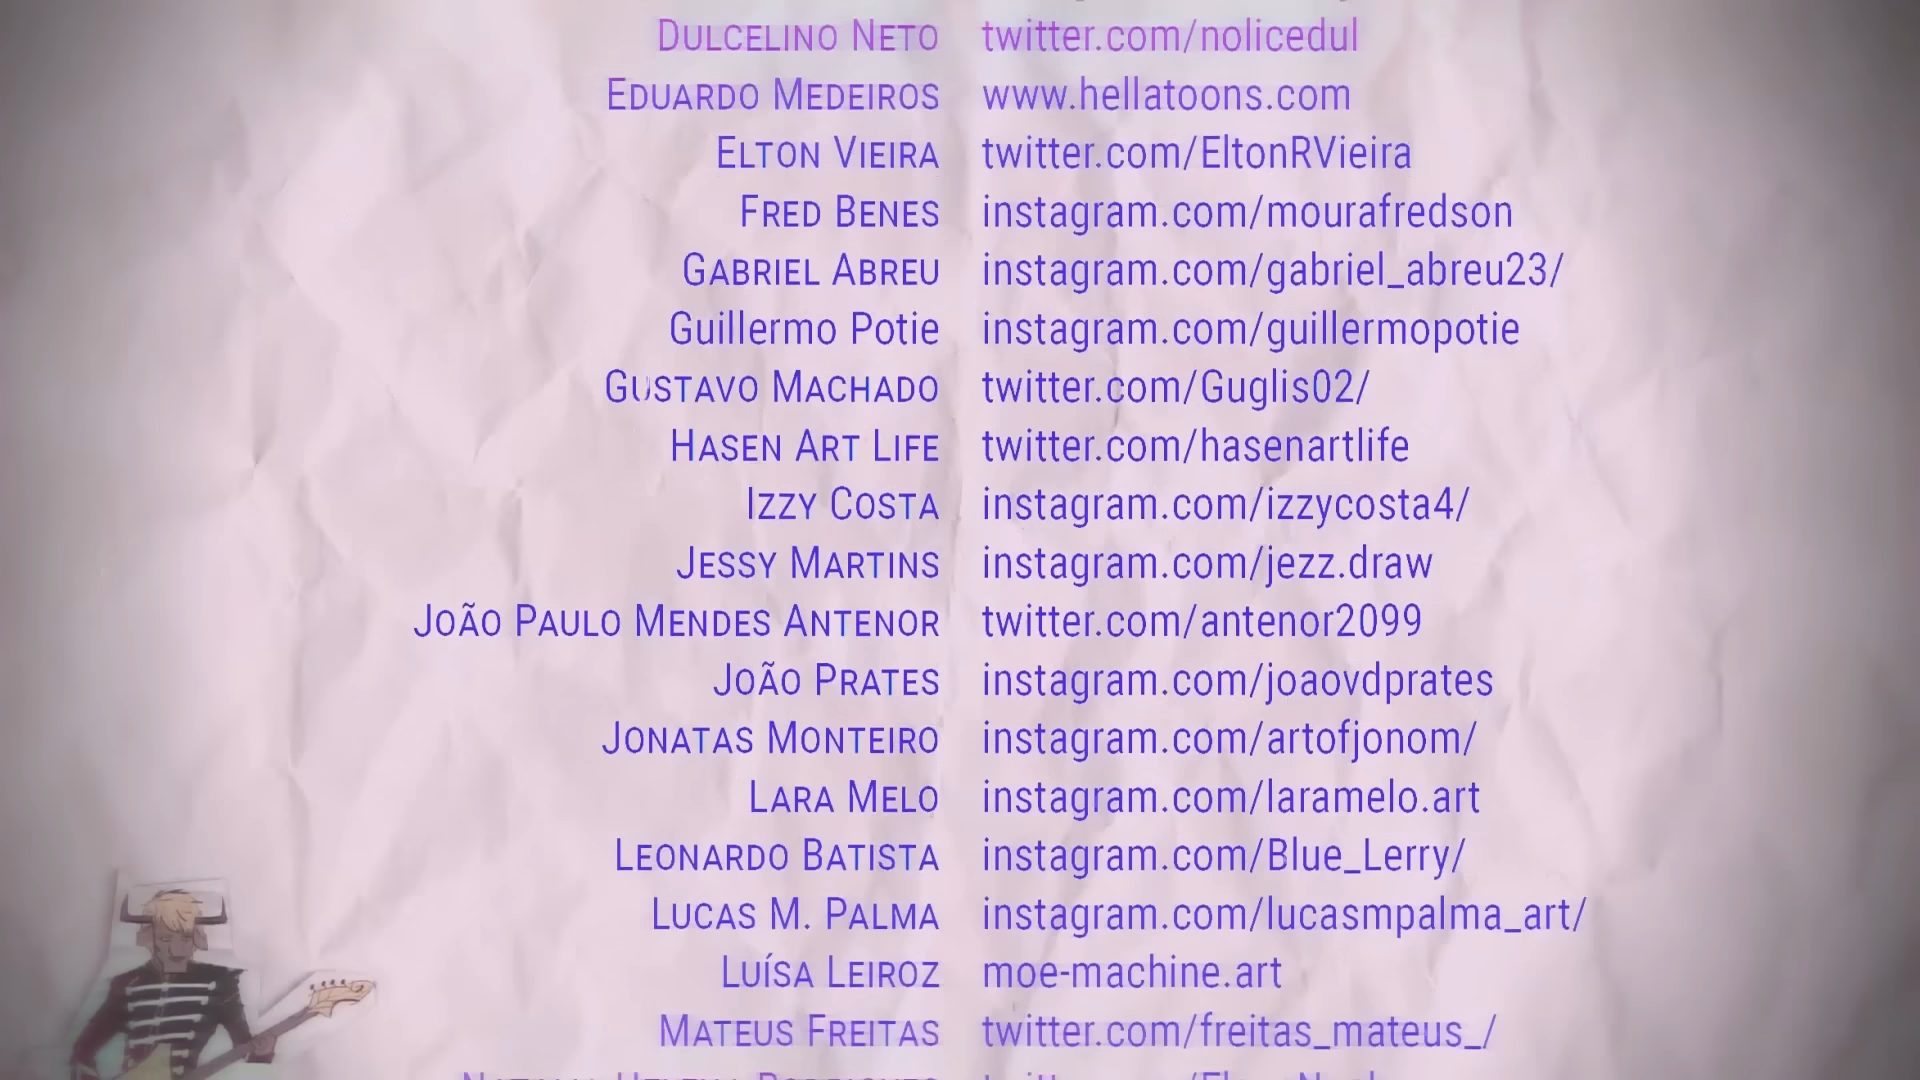 Dulcelino Neto twitter.com/nolicedul
Eduardo Medeiros www.hellatoons.com
Elton Vieira twitter.com/EltonRVieira
Fred Benes instagram.com/mourafredson
Gabriel Abreu instagram.com/gabriel_abreu23/
Guillermo Potie instagram.com/guillermopotie
Gustavo Machado twitter.com/Guglis02/
Hasen Art Life twitter.com/hasenartlife
Izzy Costa instagram.com/izzycosta4/
Jessy Martins instagram.com/jezz.draw
João Paulo Mendes Antenor twitter.com/antenor2099
João Prates instagram.com/joaovdprates
Jonatas Monteiro instagram.com/artofjonom/
Lara Melo instagram.com/laramelo.art
Leonardo Batista instagram.com/Blue_Lerry/
Lucas M. Palma instagram.com/lucasmpalma_art/
Luísa Leiroz moe-machine.art
Mateus Freitas twitter.com/freitas_mateus_/